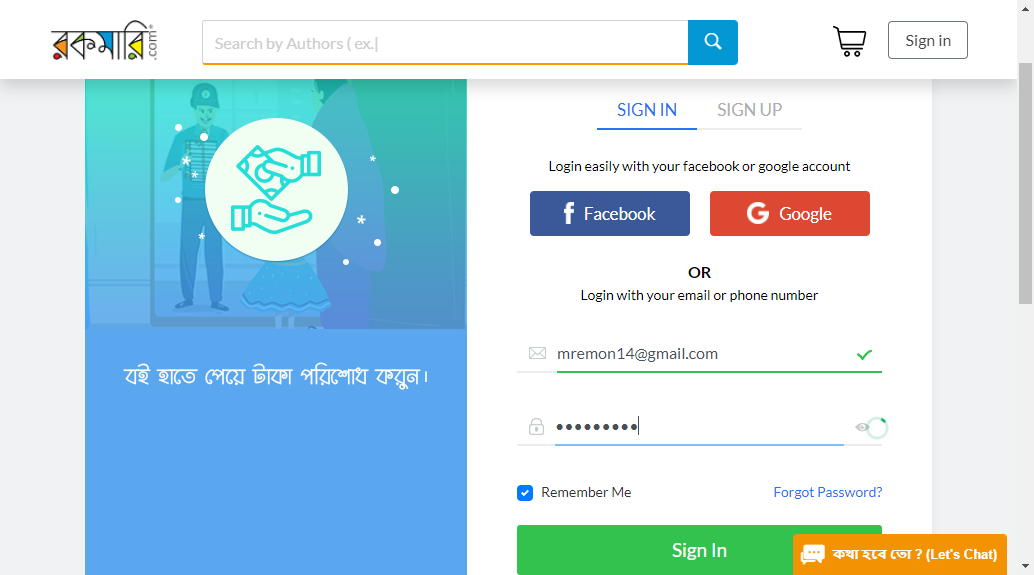 রকমারি.com
Search by Authors ( ex.|
Sign in
SIGN IN
SIGN UP
Login easily with your facebook or google account
Facebook
Google
OR
Login with your email or phone number
mremon14@gmail.com
•••••••••
Remember Me
Forgot Password?
Sign In
বই হাতে পেয়ে টাকা পরিশোধ করুন।
কথা হবে তো ? (Let's Chat)